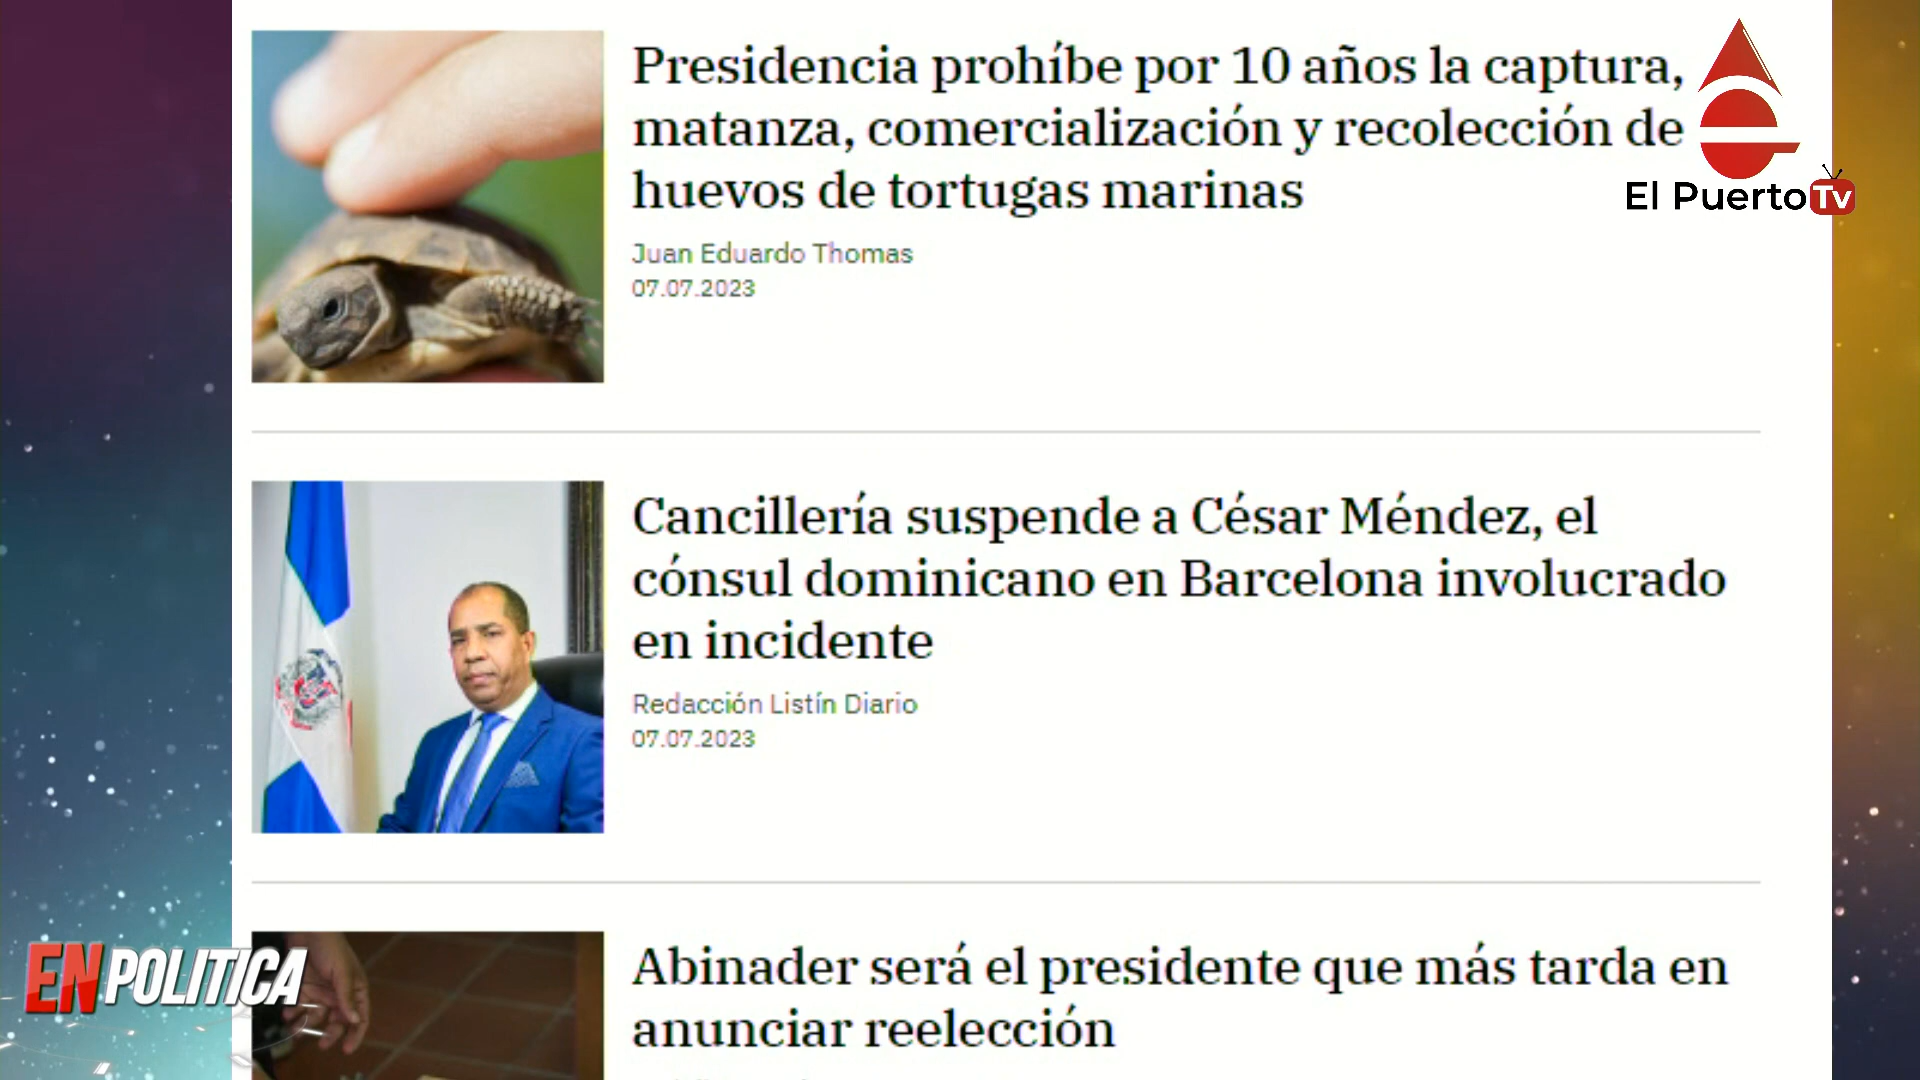 Presidencia prohíbe por 10 años la captura,
matanza, comercialización y recolección de
huevos de tortugas marinas
Juan Eduardo Thomas
07.07.2023
El Puerto Tv
Cancillería suspende a César Méndez, el
cónsul dominicano en Barcelona involucrado
en incidente
Redacción Listín Diario
07.07.2023
Abinader será el presidente que más tarda en
anunciar reelección
EN POLITICA